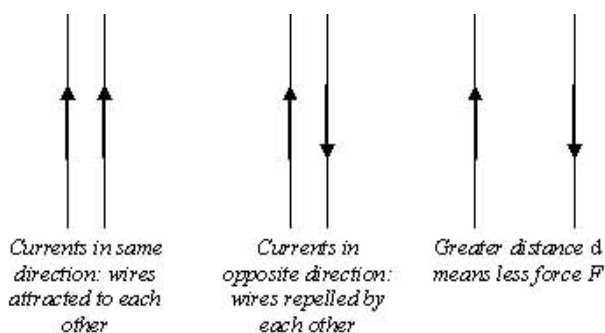 Currents in same
direction: wires
attracted to each
other
Currents in
opposite direction:
wires repelled by
each other
Greater distance d
means less force F